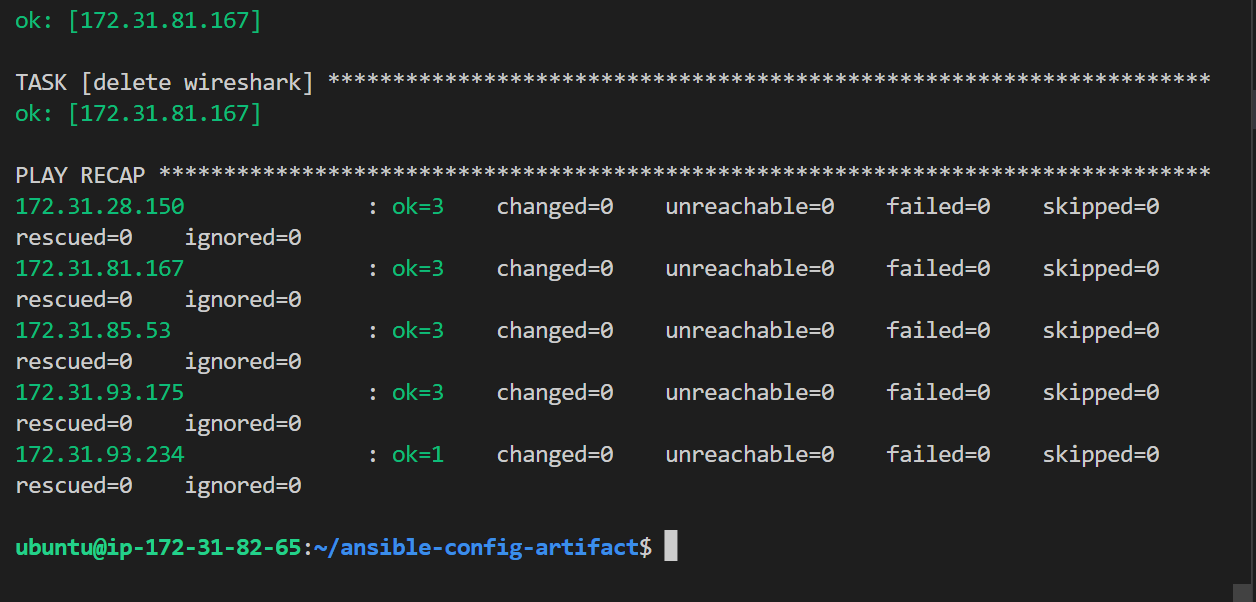 ok: [172.31.81.167]
TASK [delete wireshark] ********************************************************************
ok: [172.31.81.167]
PLAY RECAP *********************************************************************************
172.31.28.150              : ok=3    changed=0    unreachable=0    failed=0    skipped=0
rescued=0    ignored=0
172.31.81.167              : ok=3    changed=0    unreachable=0    failed=0    skipped=0
rescued=0    ignored=0
172.31.85.53               : ok=3    changed=0    unreachable=0    failed=0    skipped=0
rescued=0    ignored=0
172.31.93.175              : ok=3    changed=0    unreachable=0    failed=0    skipped=0
rescued=0    ignored=0
172.31.93.234              : ok=1    changed=0    unreachable=0    failed=0    skipped=0
rescued=0    ignored=0
ubuntu@ip-172-31-82-65:~/ansible-config-artifact$